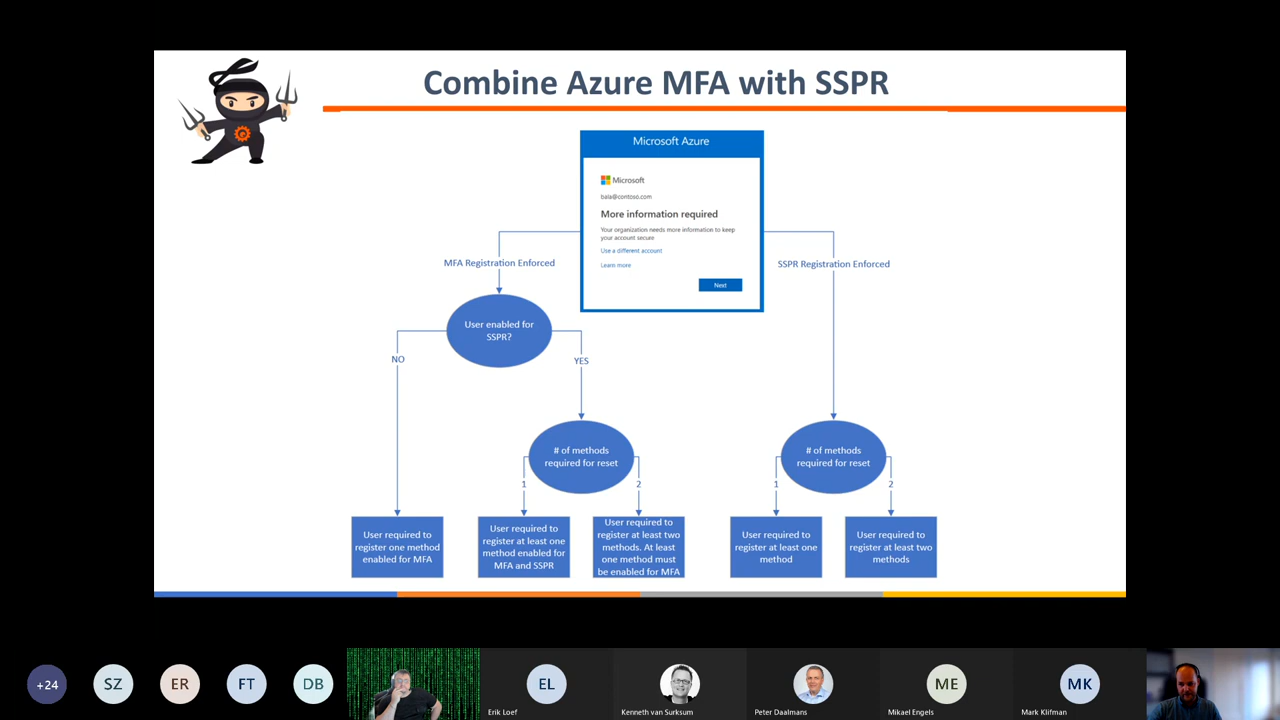 Combine Azure MFA with SSPR
Microsoft Azure
Microsoft
bala@contoso.com
More information required
Your organization needs more information to keep
your account secure
Use a different account
Learn more
Next
MFA Registration Enforced
SSPR Registration Enforced
User enabled for
SSPR?
NO
YES
# of methods
required for reset
# of methods
required for reset
1
2
1
2
User required to
register one method
enabled for MFA
User required to
register at least one
method enabled for
MFA and SSPR
User required to
register at least two
methods. At least
one method must
be enabled for MFA
User required to
register at least one
method
User required to
register at least two
methods
+24
SZ
ER
FT
DB
EL
Erik Loef
Kenneth van Surksum
Peter Daalmans
ME
Mikael Engels
MK
Mark Klifman